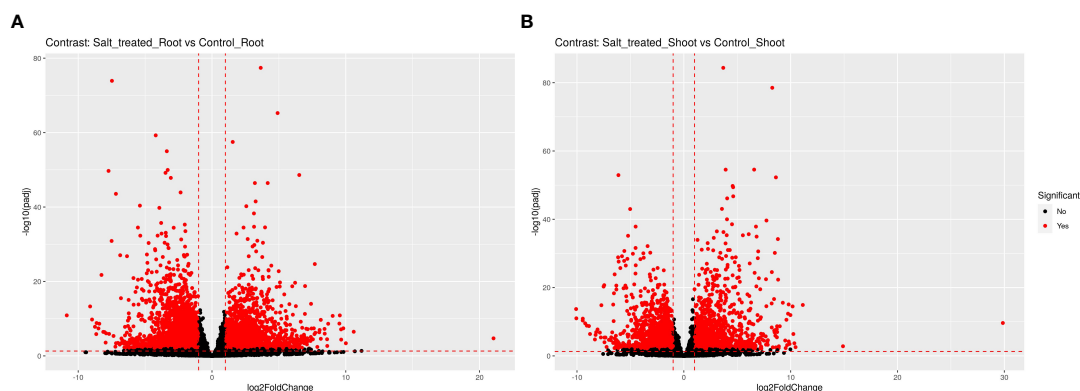 A
Contrast: Salt_treated_Root vs Control_Root
80
60
40
20
0
-log10(padj)
-10
0
10
20
log2FoldChange
B
Contrast: Salt_treated_Shoot vs Control_Shoot
80
60
40
20
0
-log10(padj)
-10
0
10
20
30
log2FoldChange
Significant
No
Yes